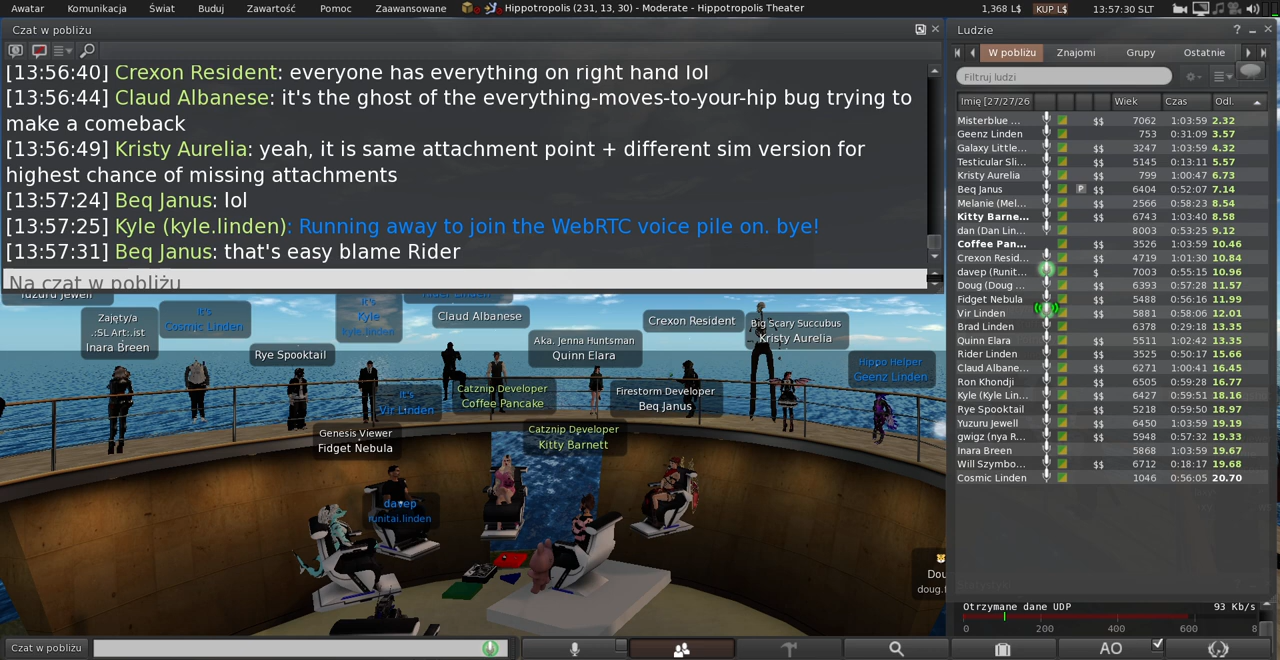 Awatar Komunikacja Świat Buduj Zawartość Pomoc Zaawansowane Hippotropolis (231, 13, 30) - Moderate - Hippotropolis Theater 1,368 L$ KUP L$ 13:57:30 SLT
Czat w pobliżu
[13:56:40] Crexon Resident: everyone has everything on right hand lol
[13:56:44] Claud Albanese: it's the ghost of the everything-moves-to-your-hip bug trying to
make a comeback
[13:56:49] Kristy Aurelia: yeah, it is same attachment point + different sim version for
highest chance of missing attachments
[13:57:24] Beq Janus: lol
[13:57:25] Kyle (kyle.linden): Running away to join the WebRTC voice pile on. bye!
[13:57:31] Beq Janus: that's easy blame Rider
Na czat w pobliżu
Yuzuru Jewell
Zajęty/a
.:SL Art:.ist
Inara Breen
It's
Cosmic Linden
It's
Kyle
kyle.linden
Rider Linden
Claud Albanese
Rye Spooktail
Aka. Jenna Huntsman
Quinn Elara
Crexon Resident
Big Scary Succubus
Kristy Aurelia
Hippo Helper
Geenz Linden
It's
Vir Linden
Catznip Developer
Coffee Pancake
Firestorm Developer
Beq Janus
Genesis Viewer
Fidget Nebula
Catznip Developer
Kitty Barnett
davep
runitai.linden
Dou
doug.
Ludzie
W pobliżu Znajomi Grupy Ostatnie
Filtruj ludzi
Imię [27/27/26 Wiek Czas Odl.
Misterblue ... $$ 7062 1:03:59 2.32
Geenz Linden 753 0:31:09 3.57
Galaxy Little... $$ 3247 1:03:59 4.32
Testicular Sli... $$ 5145 0:13:11 5.57
Kristy Aurelia $$ 799 1:00:47 6.73
Beq Janus P $$ 6404 0:52:07 7.14
Melanie (Mel... $$ 2566 0:58:23 8.54
Kitty Barne... $$ 6743 1:03:40 8.58
dan (Dan Lin... 8003 0:53:25 9.12
Coffee Pan... $$ 3526 1:03:59 10.46
Crexon Resid... $$ 4719 1:01:30 10.84
davep (Runit... $ 7003 0:55:15 10.96
Doug (Doug ... $$ 6393 0:57:28 11.57
Fidget Nebula $$ 5488 0:56:16 11.99
Vir Linden $$ 5881 0:58:06 12.01
Brad Linden 6378 0:29:18 13.35
Quinn Elara $$ 5511 1:02:42 13.35
Rider Linden $$ 3525 0:50:17 15.66
Claud Albane... $$ 6271 1:00:41 16.45
Ron Khondji $$ 6505 0:59:28 16.77
Kyle (Kyle Lin... $$ 6427 0:59:51 18.16
Rye Spooktail $$ 5218 0:59:50 18.97
Yuzuru Jewell $$ 6450 1:03:59 19.19
gwigz (nya R... $$ 5948 0:57:32 19.33
Inara Breen 5868 1:03:59 19.67
Will Szymbo... $$ 6712 0:18:17 19.68
Cosmic Linden 1046 0:56:05 20.70
Otrzymane dane UDP 93 Kb/s
0 200 400 600 8
Czat w pobliżu
AO